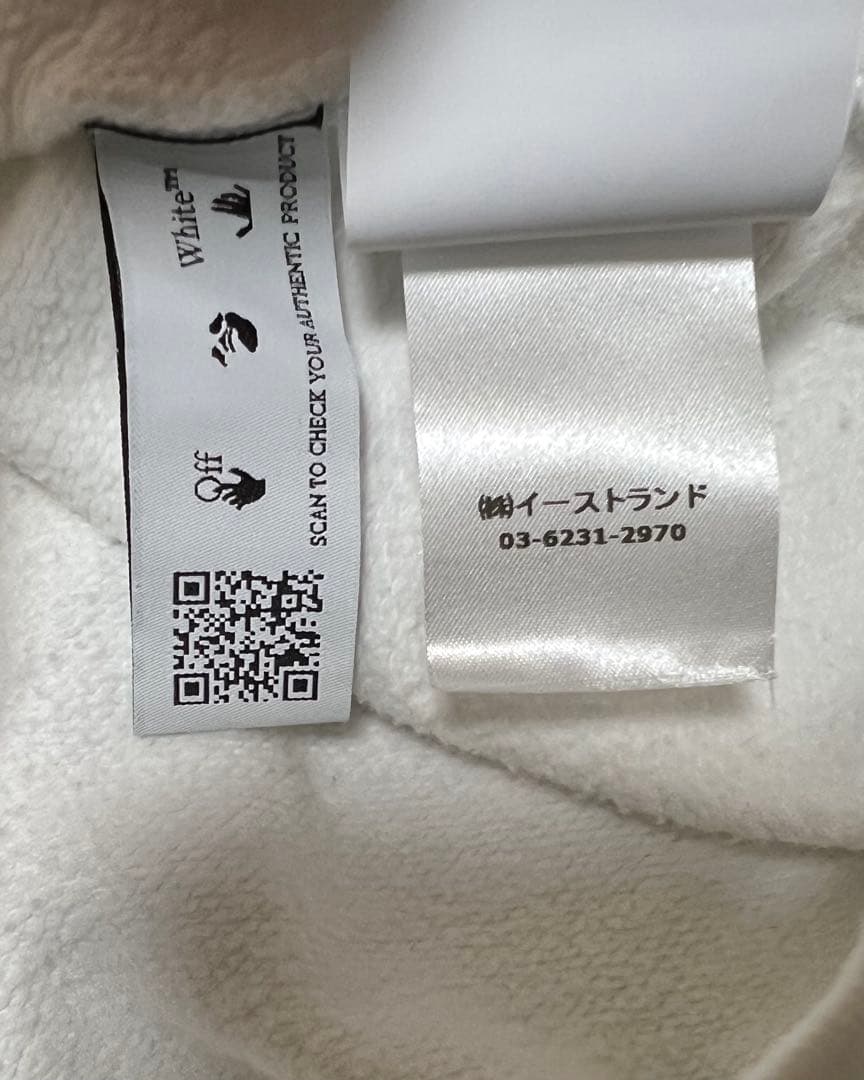 Off White™
SCAN TO CHECK YOUR AUTHENTIC PRODUCT
㈱イーストランド
03-6231-2970